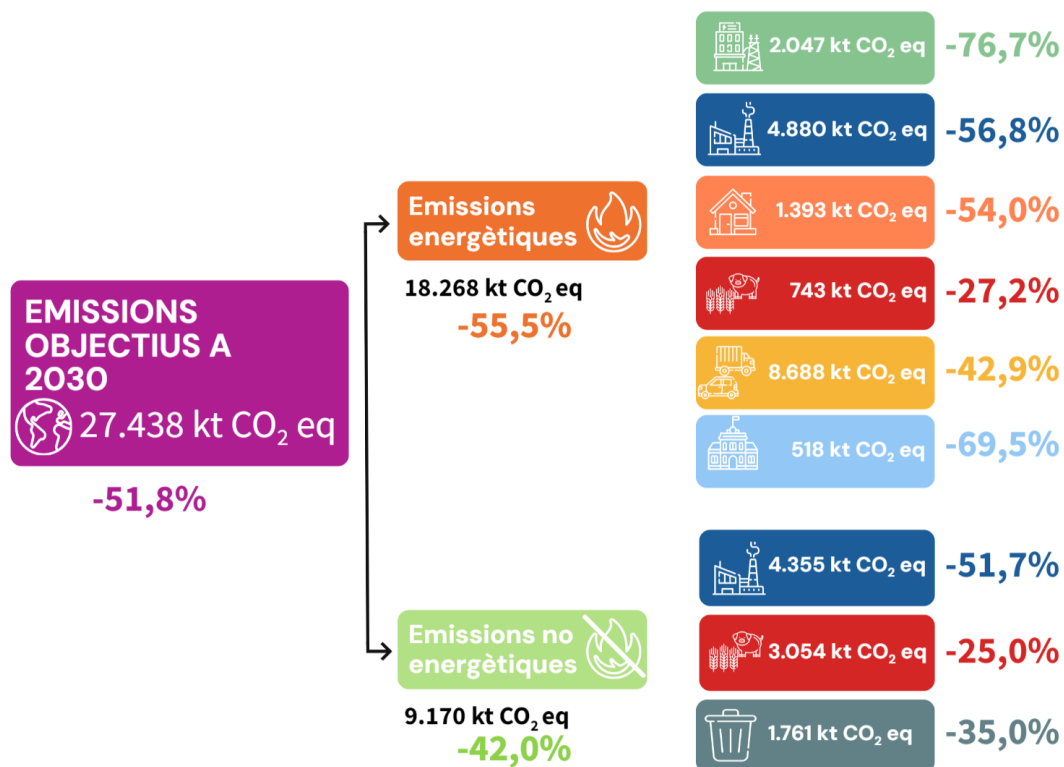 EMISSIONS
OBJECTIUS A
2030
27.438 kt CO₂ eq
-51,8%
Emissions
energètiques
18.268 kt CO₂ eq
-55,5%
2.047 kt CO₂ eq -76,7%
4.880 kt CO₂ eq -56,8%
1.393 kt CO₂ eq -54,0%
743 kt CO₂ eq -27,2%
8.688 kt CO₂ eq -42,9%
518 kt CO₂ eq -69,5%
Emissions no
energètiques
9.170 kt CO₂ eq
-42,0%
4.355 kt CO₂ eq -51,7%
3.054 kt CO₂ eq -25,0%
1.761 kt CO₂ eq -35,0%